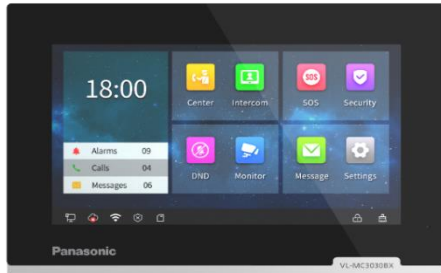 18:00
Center Intercom SOS Security
Alarms 09
Calls 04
Messages 06
DND Monitor Message Settings
Panasonic
VL-MC3030BX